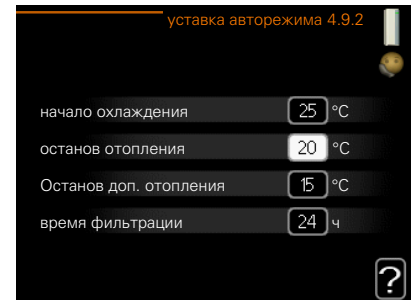 уставка авторежима 4.9.2
начало охлаждения 25 °C
останов отопления 20 °C
Останов доп. отопления 15 °C
время фильтрации 24 ч
?